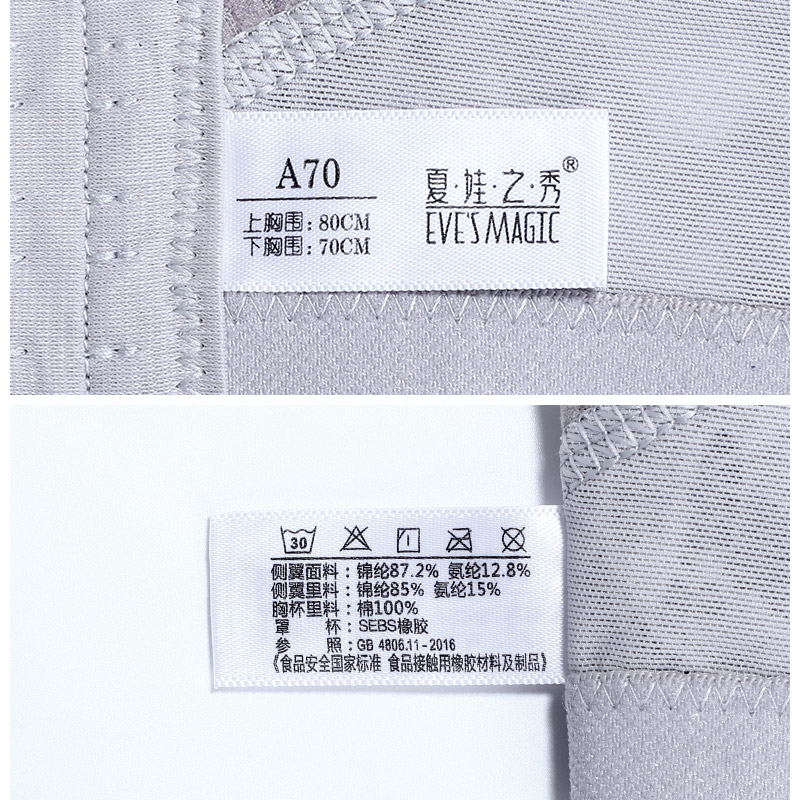 A70
上胸围:80CM
下胸围:70CM
夏·娃·之·秀®
EVE'S MAGIC
30
侧翼面料:锦纶87.2% 氨纶12.8%
侧翼里料:锦纶85% 氨纶15%
胸杯里料:棉100%
罩 杯:SEBS橡胶
参 照:GB 4806.11-2016
《食品安全国家标准 食品接触用橡胶材料及制品》